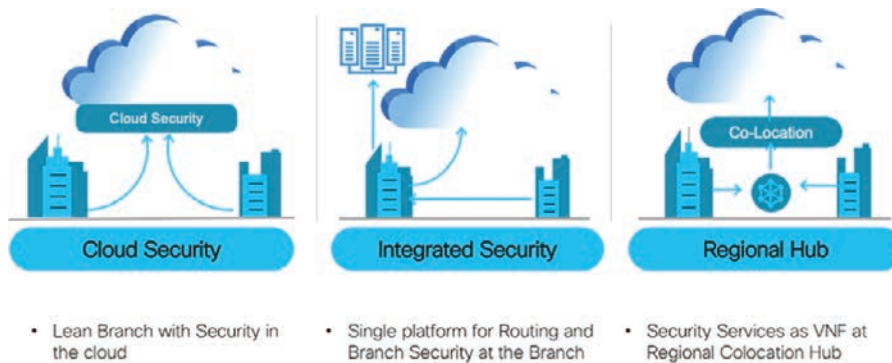 Cloud Security
Co-Location
Cloud Security
Integrated Security
Regional Hub
• Lean Branch with Security in
the cloud
• Single platform for Routing and
Branch Security at the Branch
• Security Services as VNF at
Regional Colocation Hub